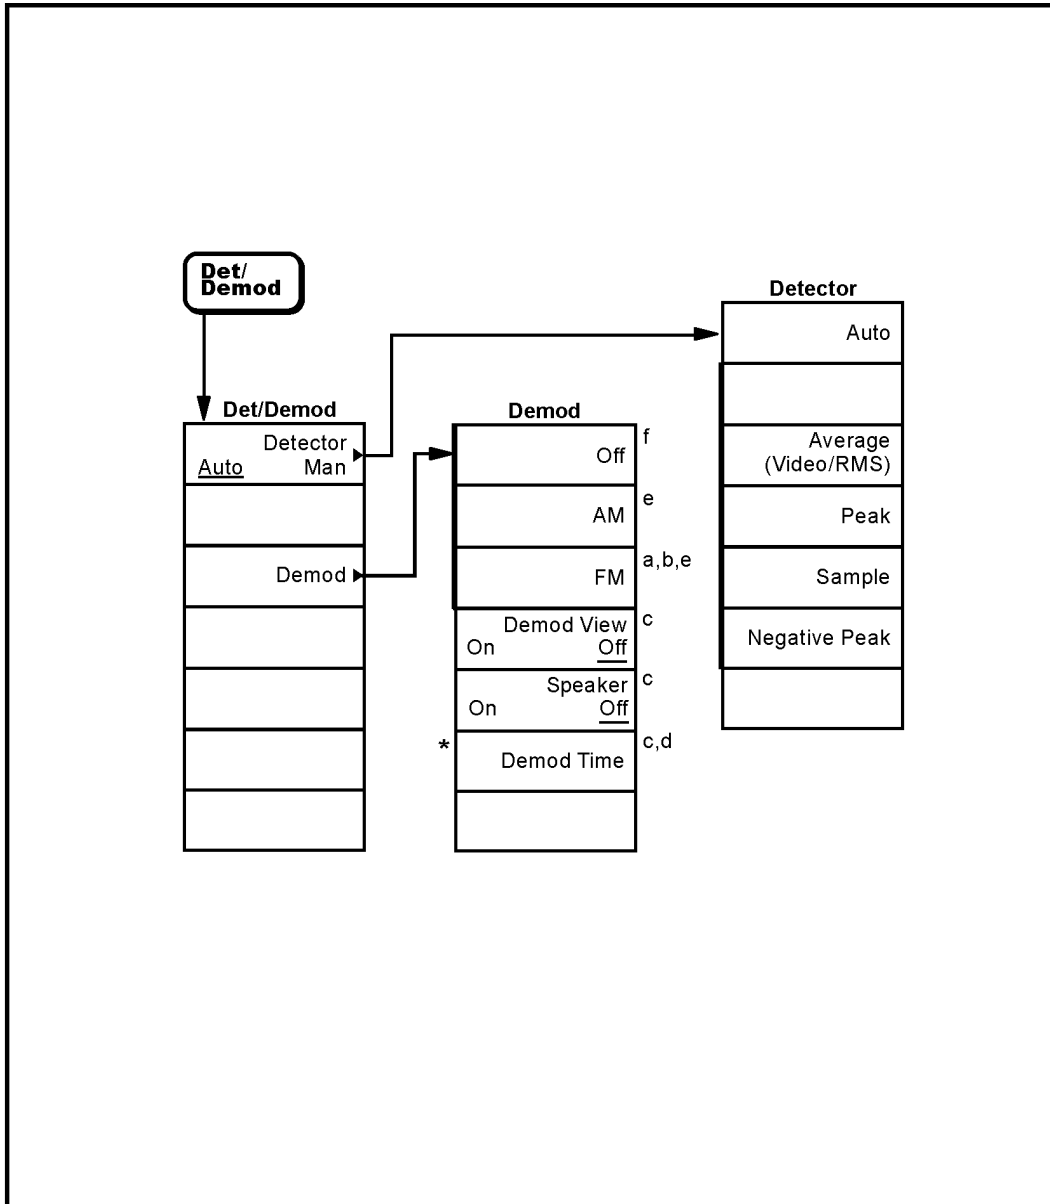 Det/
Demod
Det/Demod
Detector
Auto Man
Demod
Demod
Off f
AM e
FM a,b,e
Demod View c
On Off
Speaker c
On Off
* Demod Time c,d
Detector
Auto
Average
(Video/RMS)
Peak
Sample
Negative Peak